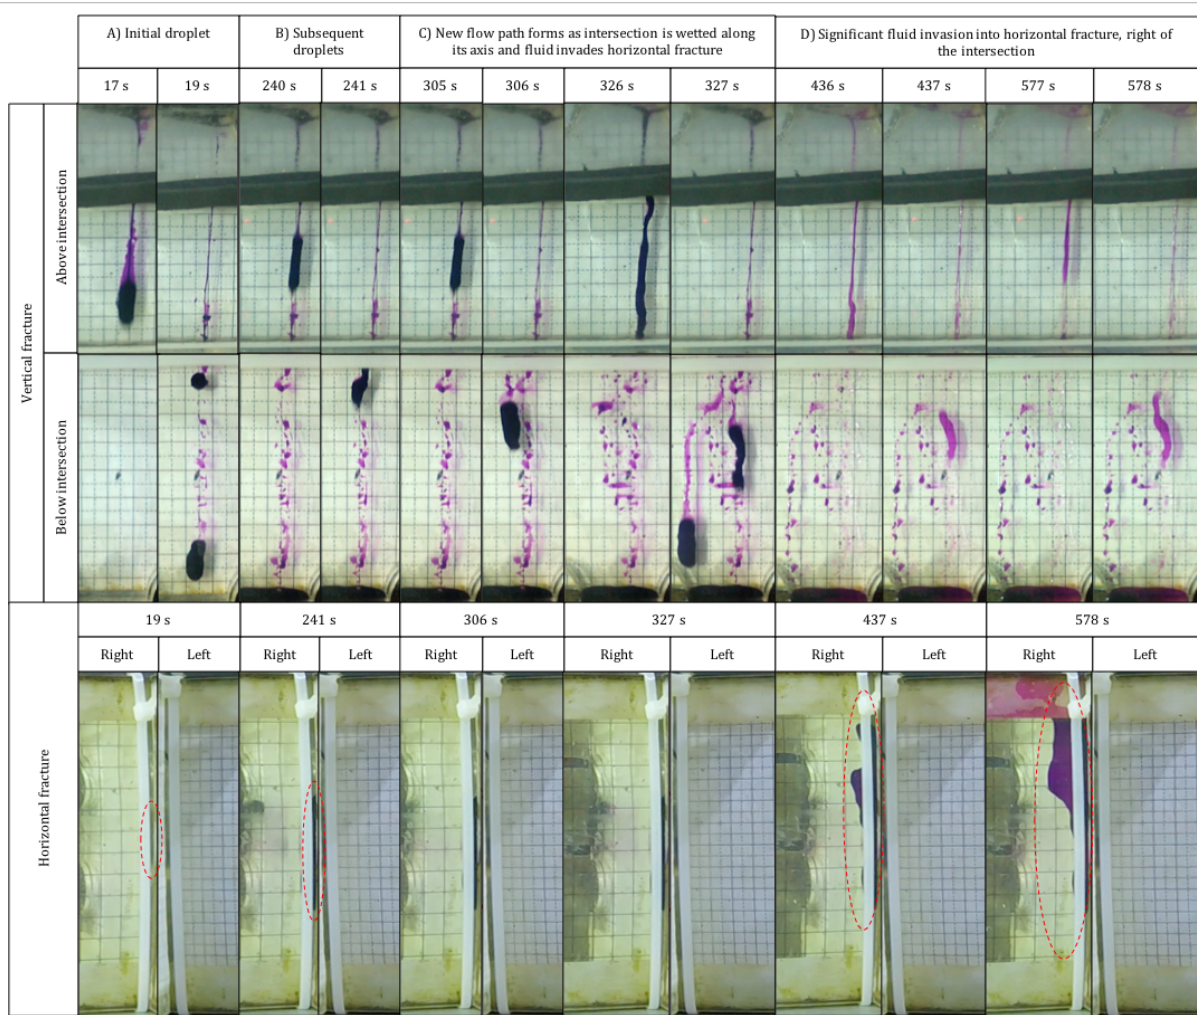 A) Initial droplet
B) Subsequent
droplets
C) New flow path forms as intersection is wetted along
its axis and fluid invades horizontal fracture
D) Significant fluid invasion into horizontal fracture, right of
the intersection
17 s
19 s
240 s
241 s
305 s
306 s
326 s
327 s
436 s
437 s
577 s
578 s
Vertical fracture
Above intersection
Below intersection
19 s
241 s
306 s
327 s
437 s
578 s
Right
Left
Right
Left
Right
Left
Right
Left
Right
Left
Right
Left
Horizontal fracture